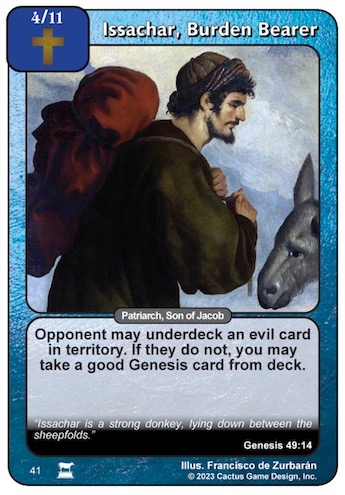 4/11
Issachar, Burden Bearer
Patriarch, Son of Jacob
Opponent may underdeck an evil card
in territory. If they do not, you may
take a good Genesis card from deck.
"Issachar is a strong donkey, lying down between the
sheepfolds."
Genesis 49:14
41
Illus. Francisco de Zurbarán
© 2023 Cactus Game Design, Inc.